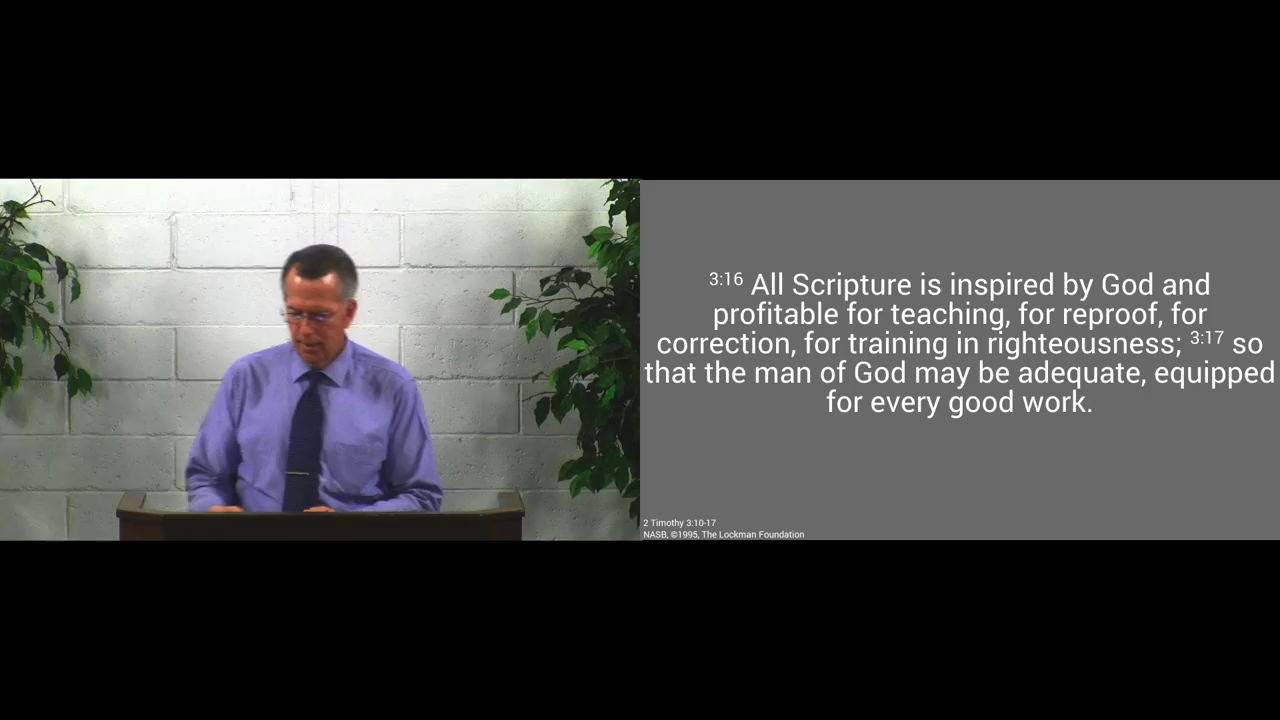 3:16 All Scripture is inspired by God and
profitable for teaching, for reproof, for
correction, for training in righteousness; 3:17 so
that the man of God may be adequate, equipped
for every good work.
2 Timothy 3:10-17
NASB, ©1995, The Lockman Foundation